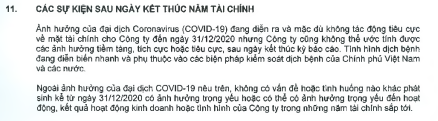 11. CÁC SỰ KIỆN SAU NGÀY KẾT THÚC NĂM TÀI CHÍNH
Ảnh hưởng của đại dịch Coronavirus (COVID-19) đang diễn ra và mặc dù không tác động tiêu cực
về mặt tài chính cho Công ty đến ngày 31/12/2020 nhưng Công ty cũng không thể ước tính được
các ảnh hưởng tiềm tàng, tích cực hoặc tiêu cực, sau ngày kết thúc kỳ báo cáo. Tình hình dịch bệnh
đang diễn biến nhanh và phụ thuộc vào các biện pháp kiểm soát dịch bệnh của Chính phủ Việt Nam
và các nước.
Ngoài ảnh hưởng của đại dịch COVID-19 nêu trên, không có vấn đề hoặc tình huống nào khác phát
sinh kể từ ngày 31/12/2020 có ảnh hưởng trọng yếu hoặc có thể có ảnh hưởng trọng yếu đến hoạt
động, kết quả hoạt động kinh doanh hoặc tình hình của Công ty trong những năm tài chính sắp tới.